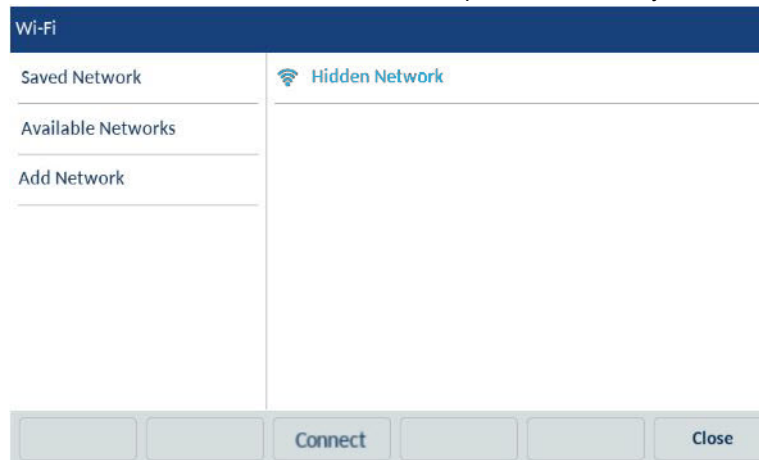 Wi-Fi
Saved Network
Hidden Network
Available Networks
Add Network
Connect
Close